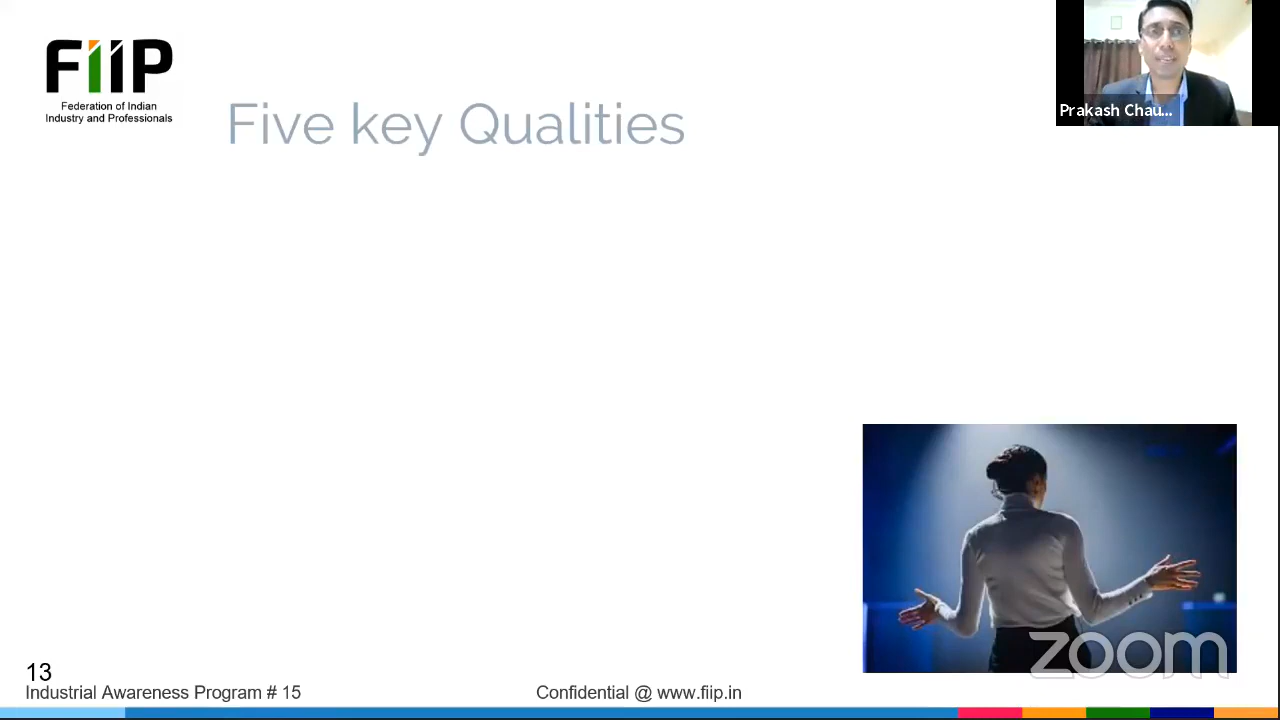 FiiP
Federation of Indian
Industry and Professionals
Five key Qualities
Prakash Chau...
13
Industrial Awareness Program # 15
Confidential @ www.fiip.in
zoom